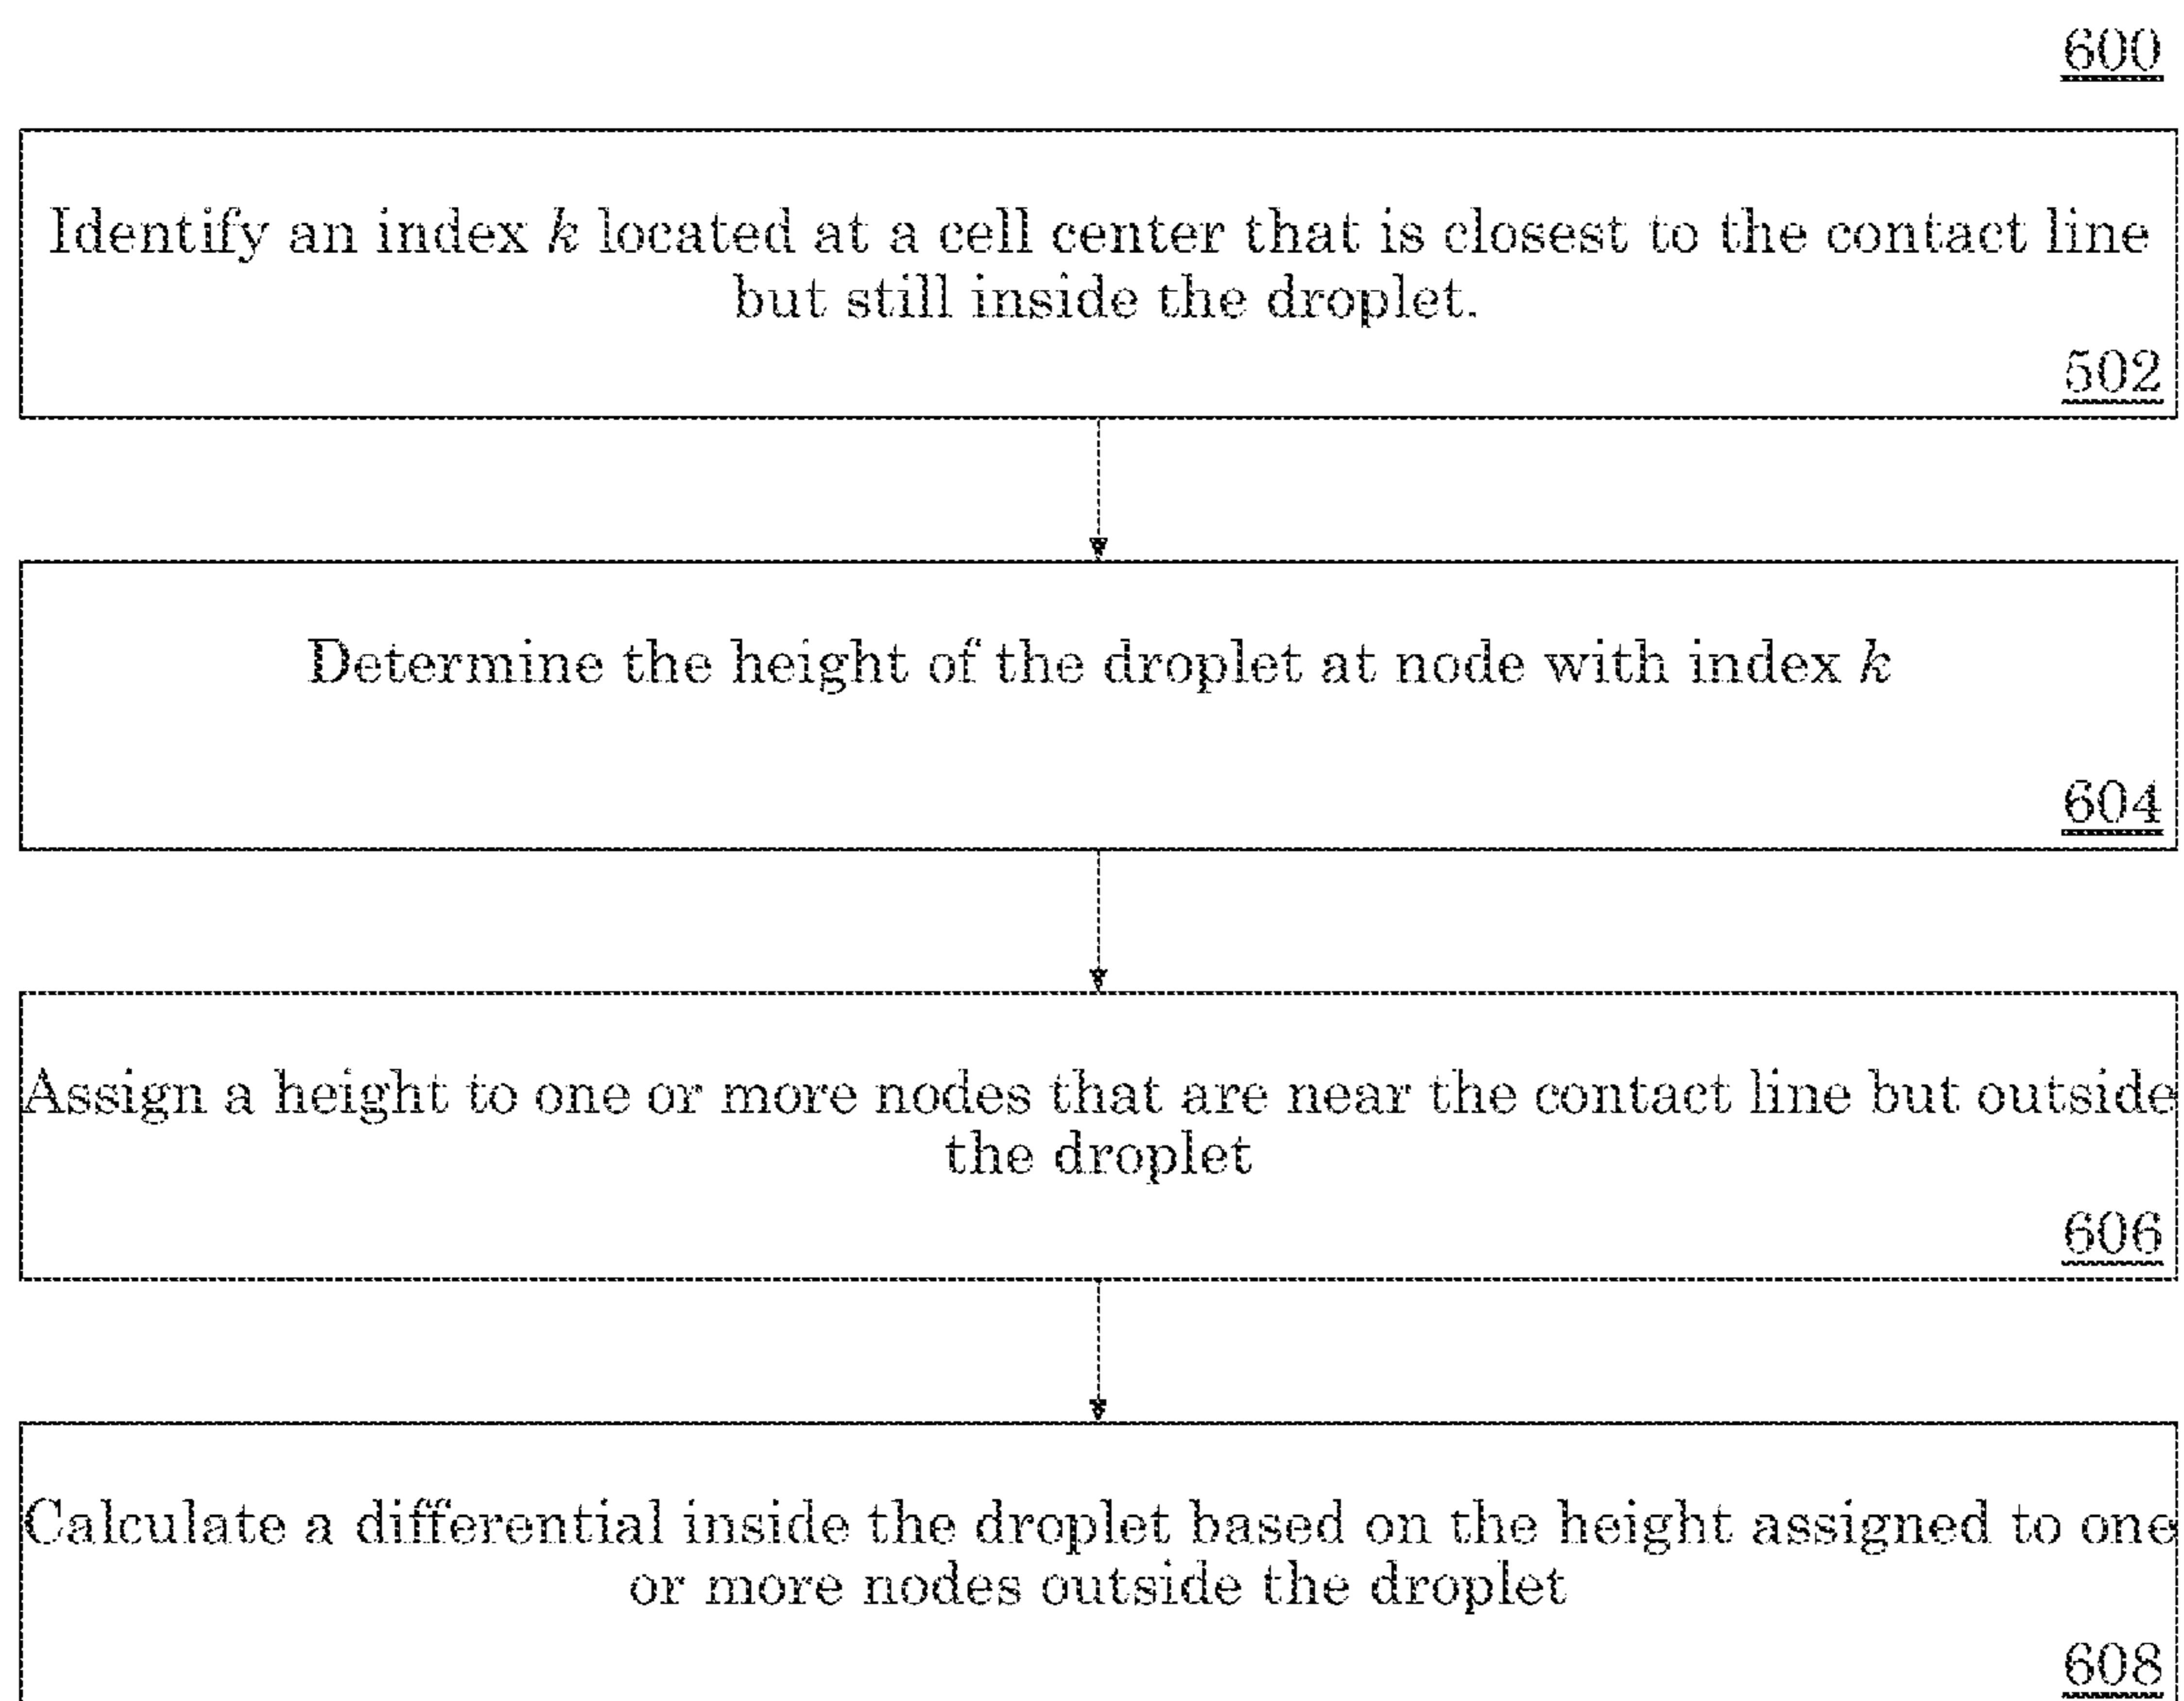 600
Identify an index k located at a cell center that is closest to the contact line
but still inside the droplet.
502
Determine the height of the droplet at node with index k
604
Assign a height to one or more nodes that are near the contact line but outside
the droplet
606
Calculate a differential inside the droplet based on the height assigned to one
or more nodes outside the droplet
608